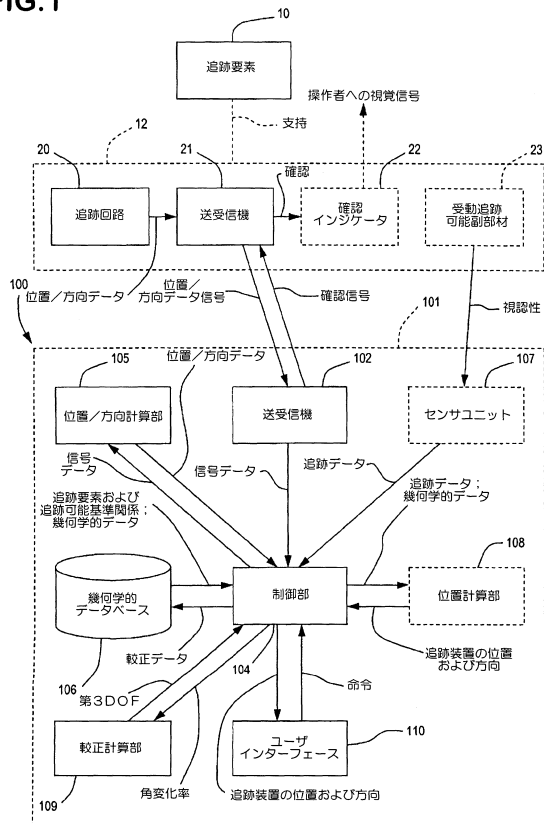 FIG.1
10
追跡要素
操作者への視覚信号
支持
12
20
21
22
23
確認
追跡回路
送受信機
確認
インジケータ
受動追跡
可能副部材
位置／方向データ
位置／
方向データ信号
確認信号
視認性
100
101
位置／方向データ
105
102
107
位置／方向計算部
送受信機
センサユニット
信号
データ
信号データ
追跡データ
追跡データ；
幾何学的データ
追跡要素および
追跡可能基準関係；
幾何学的データ
108
幾何学的
データベース
制御部
位置計算部
較正データ
104
追跡装置の位置
および方向
106
第３ＤＯＦ
命令
較正計算部
ユーザ
インターフェース
110
角変化率
追跡装置の位置および方向
109